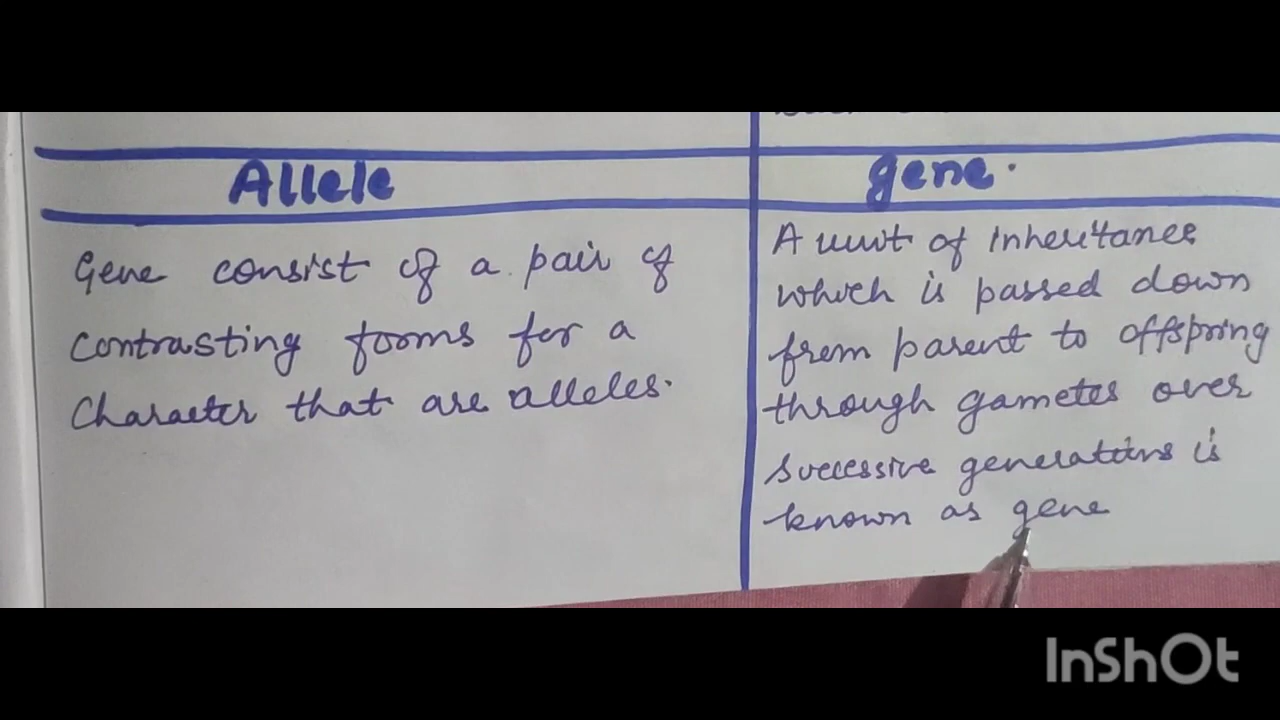 Allele
gene.
Gene consist of a pair of
contrasting forms for a
character that are alleles.
A unit of inheritance
which is passed down
from parent to offspring
through gametes over
successive generations is
known as gene
InShOt